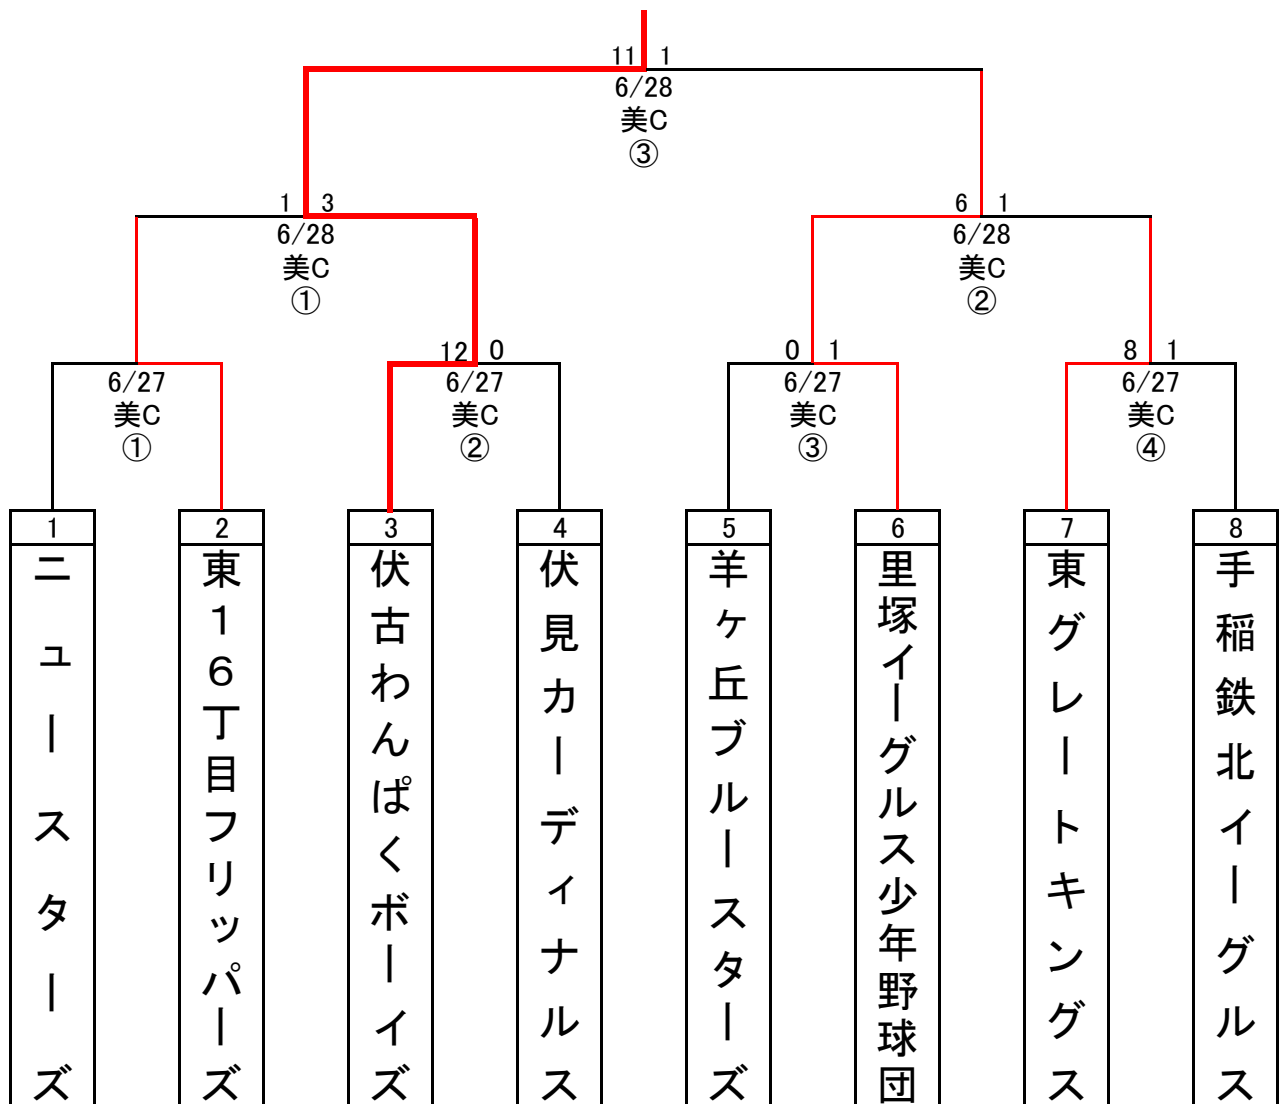 11 1
6/28
美C
③
1 3
6/28
美C
①
6 1
6/28
美C
②
6/27
美C
①
12 0
6/27
美C
②
0 1
6/27
美C
③
8 1
6/27
美C
④
1
ニュースターズ
2
東16丁目フリッパーズ
3
伏古わんぱくボーイズ
4
伏見カーディナルス
5
羊ヶ丘ブルースターズ
6
里塚イーグルス少年野球団
7
東グレートキングス
8
手稲鉄北イーグルス